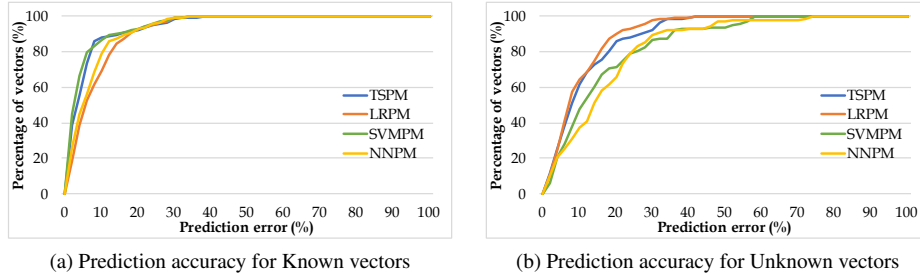 Percentage of vectors (%)
100
80
60
40
20
0
TSPM
LRPM
SVMPM
NNPM
0 10 20 30 40 50 60 70 80 90 100
Prediction error (%)
(a) Prediction accuracy for Known vectors
Percentage of vectors (%)
100
80
60
40
20
0
TSPM
LRPM
SVMPM
NNPM
0 10 20 30 40 50 60 70 80 90 100
Prediction error (%)
(b) Prediction accuracy for Unknown vectors